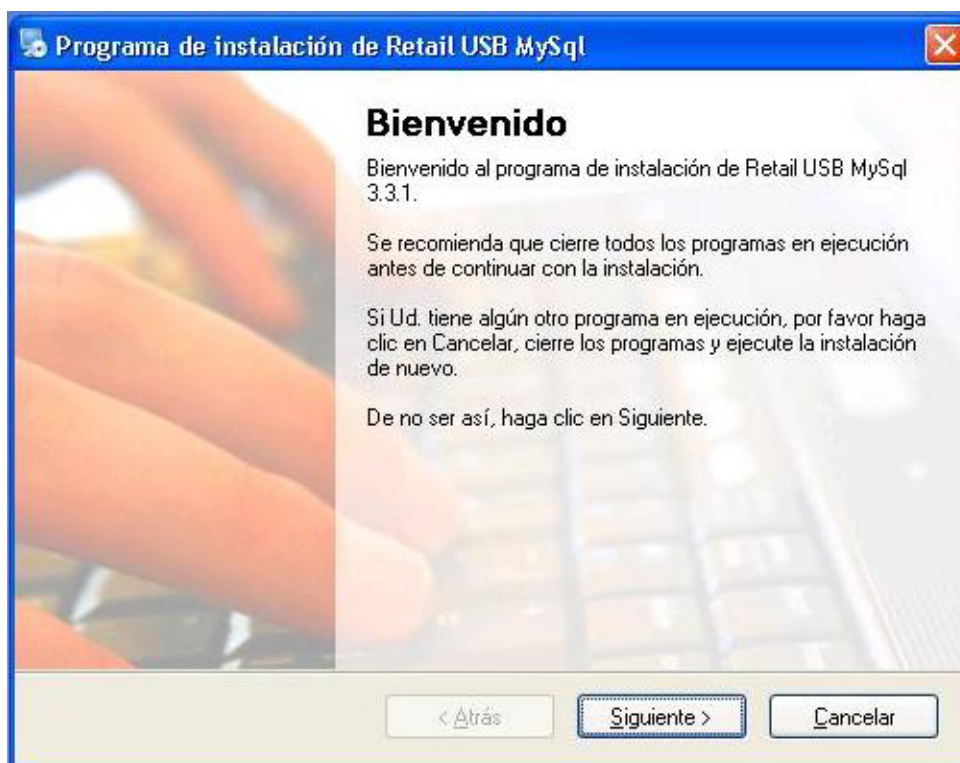 Programa de instalación de Retail USB MySql
Bienvenido
Bienvenido al programa de instalación de Retail USB MySql
3.3.1.
Se recomienda que cierre todos los programas en ejecución
antes de continuar con la instalación.
Si Ud. tiene algún otro programa en ejecución, por favor haga
clic en Cancelar, cierre los programas y ejecute la instalación
de nuevo.
De no ser así, haga clic en Siguiente.
< Atrás
Siguiente >
Cancelar